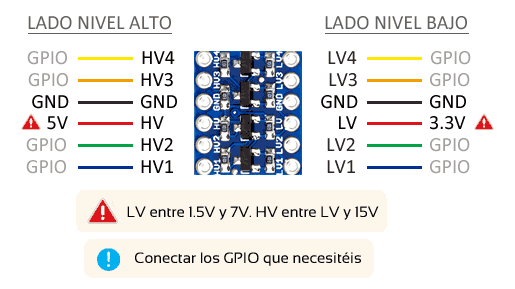 LADO NIVEL ALTO LADO NIVEL BAJO
GPIO HV4 LV4 GPIO
GPIO HV3 LV3 GPIO
GND GND GND GND
5V HV LV 3.3V
GPIO HV2 LV2 GPIO
GPIO HV1 LV1 GPIO
LV entre 1.5V y 7V. HV entre LV y 15V
Conectar los GPIO que necesitéis